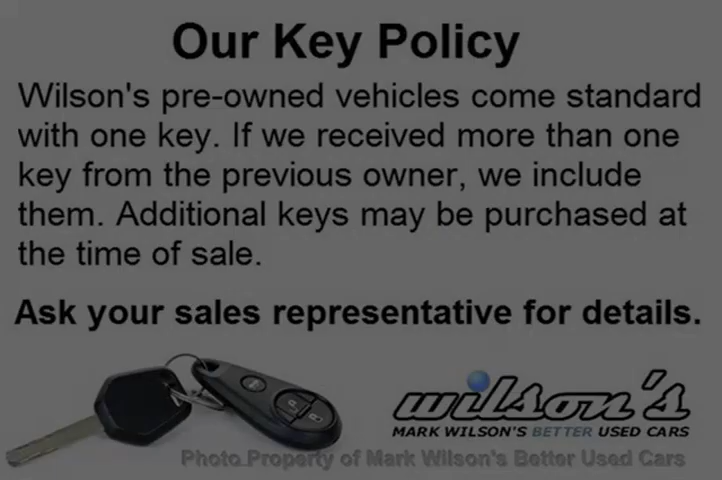 Our Key Policy
Wilson's pre-owned vehicles come standard
with one key. If we received more than one
key from the previous owner, we include
them. Additional keys may be purchased at
the time of sale.
Ask your sales representative for details.
wilson's
MARK WILSON'S BETTER USED CARS
Photo Property of Mark Wilson's Better Used Cars